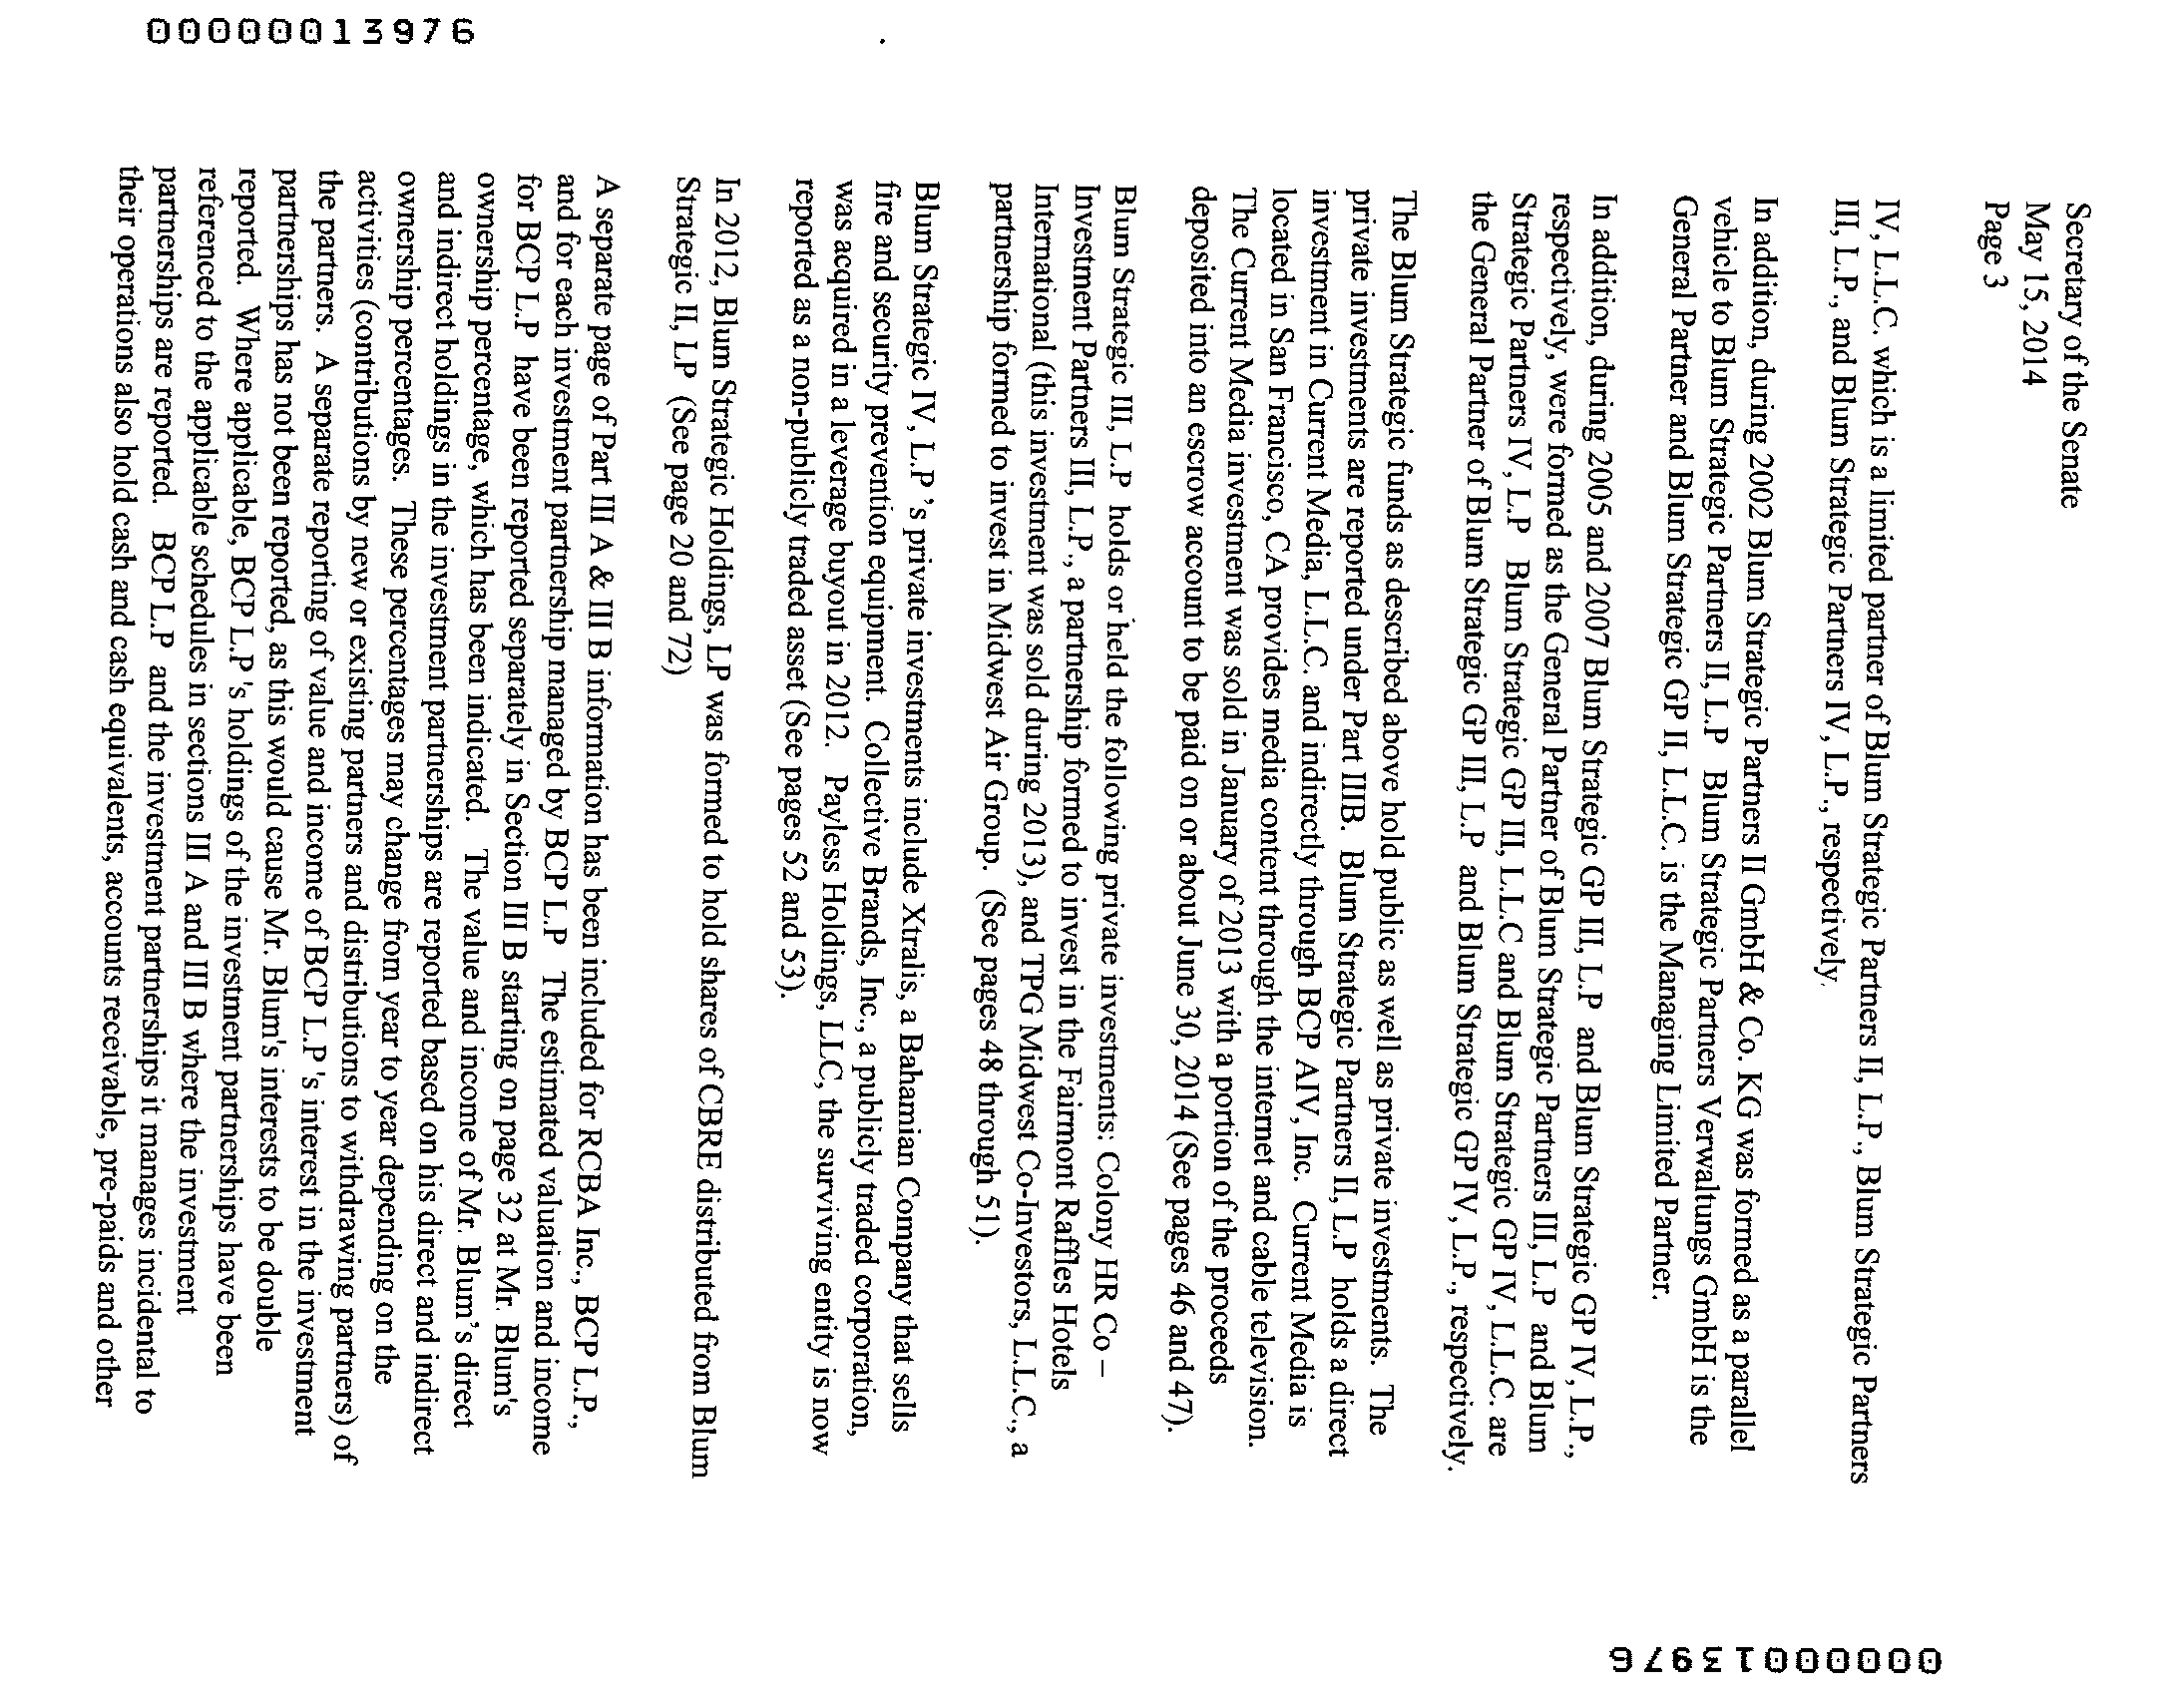 00000013976
Secretary of the Senate
May 15, 2014
Page 3
IV, L.L.C. which is a limited partner of Blum Strategic Partners II, L.P., Blum Strategic Partners
III, L.P., and Blum Strategic Partners IV, L.P., respectively.
In addition, during 2002 Blum Strategic Partners II GmbH & Co. KG was formed as a parallel
vehicle to Blum Strategic Partners II, L.P Blum Strategic Partners Verwaltungs GmbH is the
General Partner and Blum Strategic GP II, L.L.C. is the Managing Limited Partner.
In addition, during 2005 and 2007 Blum Strategic GP III, L.P and Blum Strategic GP IV, L.P.,
respectively, were formed as the General Partner of Blum Strategic Partners III, L.P and Blum
Strategic Partners IV, L.P Blum Strategic GP III, L.L.C and Blum Strategic GP IV, L.L.C. are
the General Partner of Blum Strategic GP III, L.P and Blum Strategic GP IV, L.P., respectively.
The Blum Strategic funds as described above hold public as well as private investments. The
private investments are reported under Part IIIB. Blum Strategic Partners II, L.P holds a direct
investment in Current Media, L.L.C. and indirectly through BCP AIV, Inc. Current Media is
located in San Francisco, CA provides media content through the internet and cable television.
The Current Media investment was sold in January of 2013 with a portion of the proceeds
deposited into an escrow account to be paid on or about June 30, 2014 (See pages 46 and 47).
Blum Strategic III, L.P holds or held the following private investments: Colony HR Co –
Investment Partners III, L.P., a partnership formed to invest in the Fairmont Raffles Hotels
International (this investment was sold during 2013), and TPG Midwest Co-Investors, L.L.C., a
partnership formed to invest in Midwest Air Group. (See pages 48 through 51).
Blum Strategic IV, L.P 's private investments include Xtralis, a Bahamian Company that sells
fire and security prevention equipment. Collective Brands, Inc., a publicly traded corporation,
was acquired in a leverage buyout in 2012. Payless Holdings, LLC, the surviving entity is now
reported as a non-publicly traded asset (See pages 52 and 53).
In 2012, Blum Strategic Holdings, LP was formed to hold shares of CBRE distributed from Blum
Strategic II, LP (See page 20 and 72)
A separate page of Part III A & III B information has been included for RCBA Inc., BCP L.P.,
and for each investment partnership managed by BCP L.P The estimated valuation and income
for BCP L.P have been reported separately in Section III B starting on page 32 at Mr. Blum's
ownership percentage, which has been indicated. The value and income of Mr. Blum's direct
and indirect holdings in the investment partnerships are reported based on his direct and indirect
ownership percentages. These percentages may change from year to year depending on the
activities (contributions by new or existing partners and distributions to withdrawing partners) of
the partners. A separate reporting of value and income of BCP L.P 's interest in the investment
partnerships has not been reported, as this would cause Mr. Blum's interests to be double
reported. Where applicable, BCP L.P 's holdings of the investment partnerships have been
referenced to the applicable schedules in sections III A and III B where the investment
partnerships are reported. BCP L.P and the investment partnerships it manages incidental to
their operations also hold cash and cash equivalents, accounts receivable, pre-paids and other
00000013976